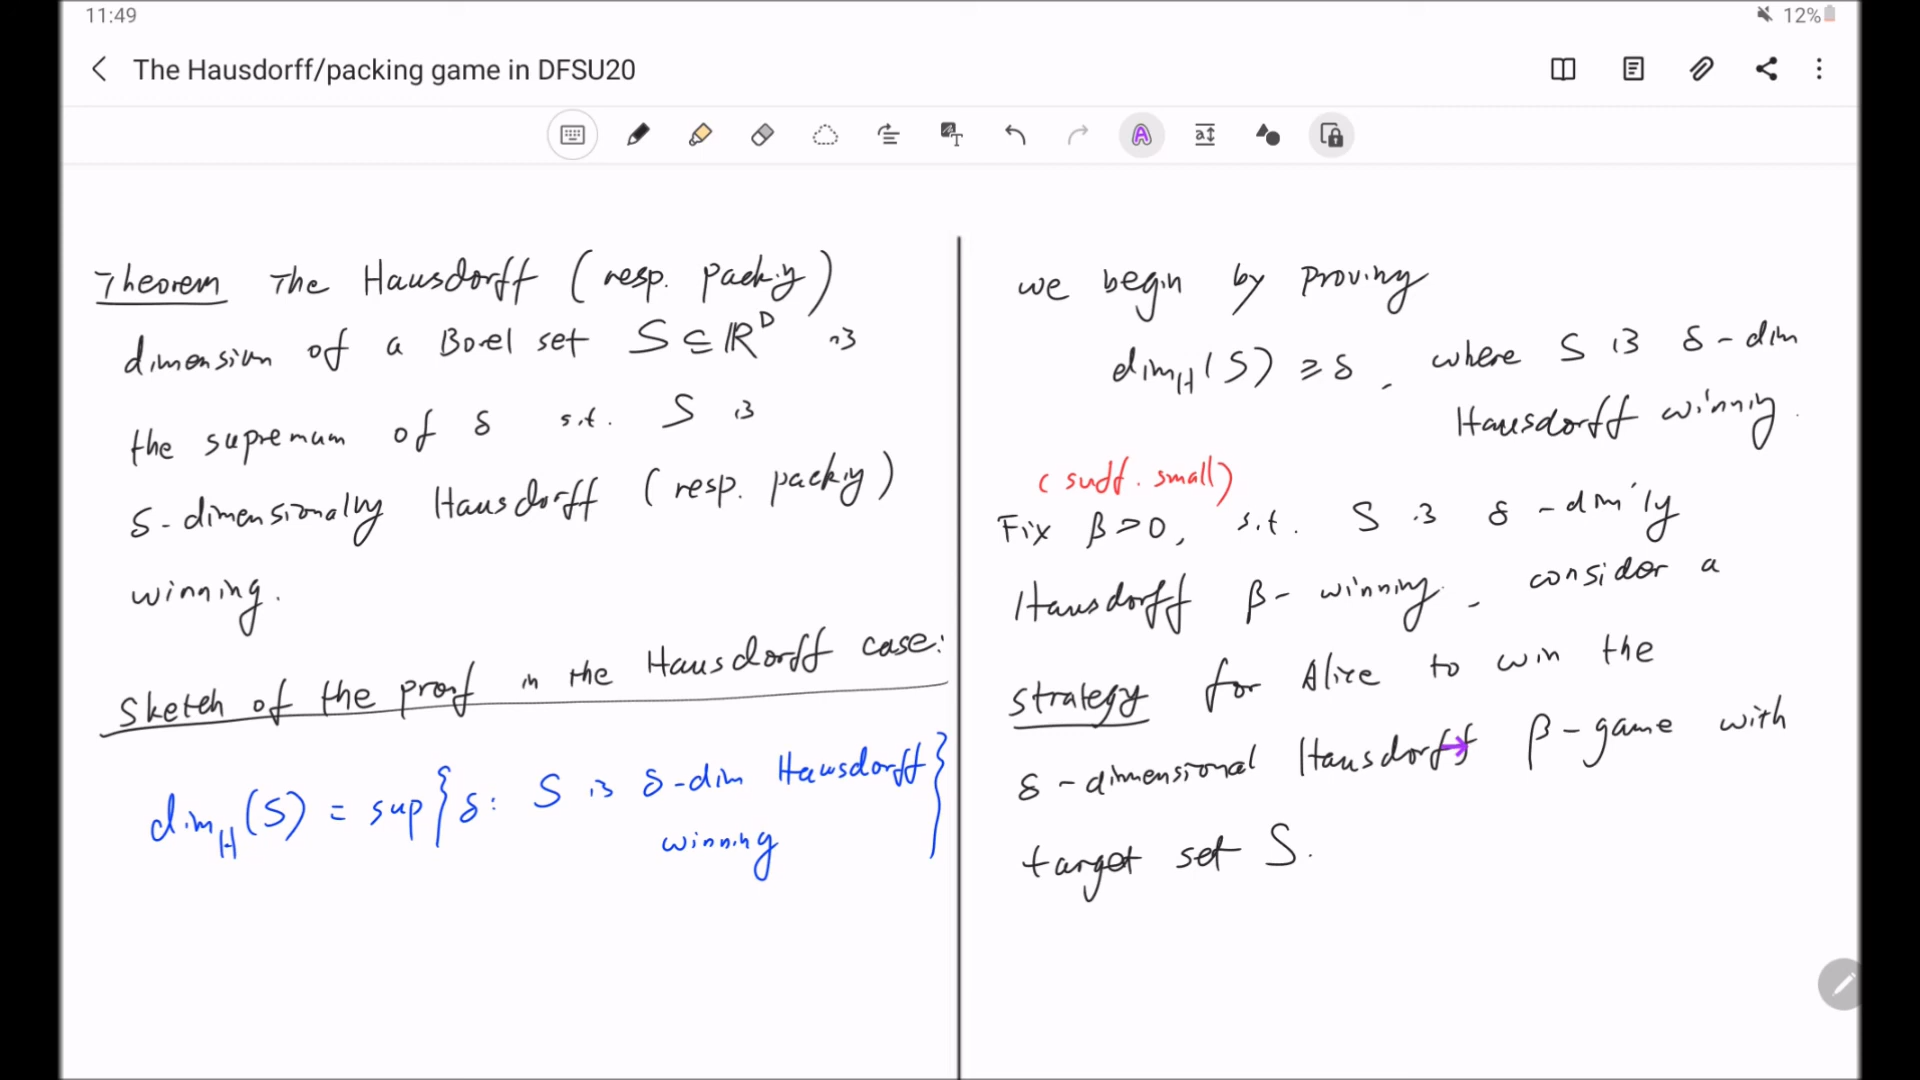 11:49
12%
The Hausdorff/packing game in DFSU20
Theorem The Hausdorff (resp. packing)
dimension of a Borel set S ⊆ ℝ^D is
the supremum of δ s.t. S is
δ-dimensionally Hausdorff (resp. packing)
winning.
Sketch of the proof in the Hausdorff case:
dim_H(S) = sup{δ: S is δ-dim Hausdorff
winning}
we begin by proving
dim_H(S) ≥ δ, where S is δ-dim
Hausdorff winning.
(suff. small)
Fix β>0, s.t. S is δ-dim'ly
Hausdorff β-winning. consider a
strategy for Alice to win the
δ-dimensional Hausdorff β-game with
target set S.